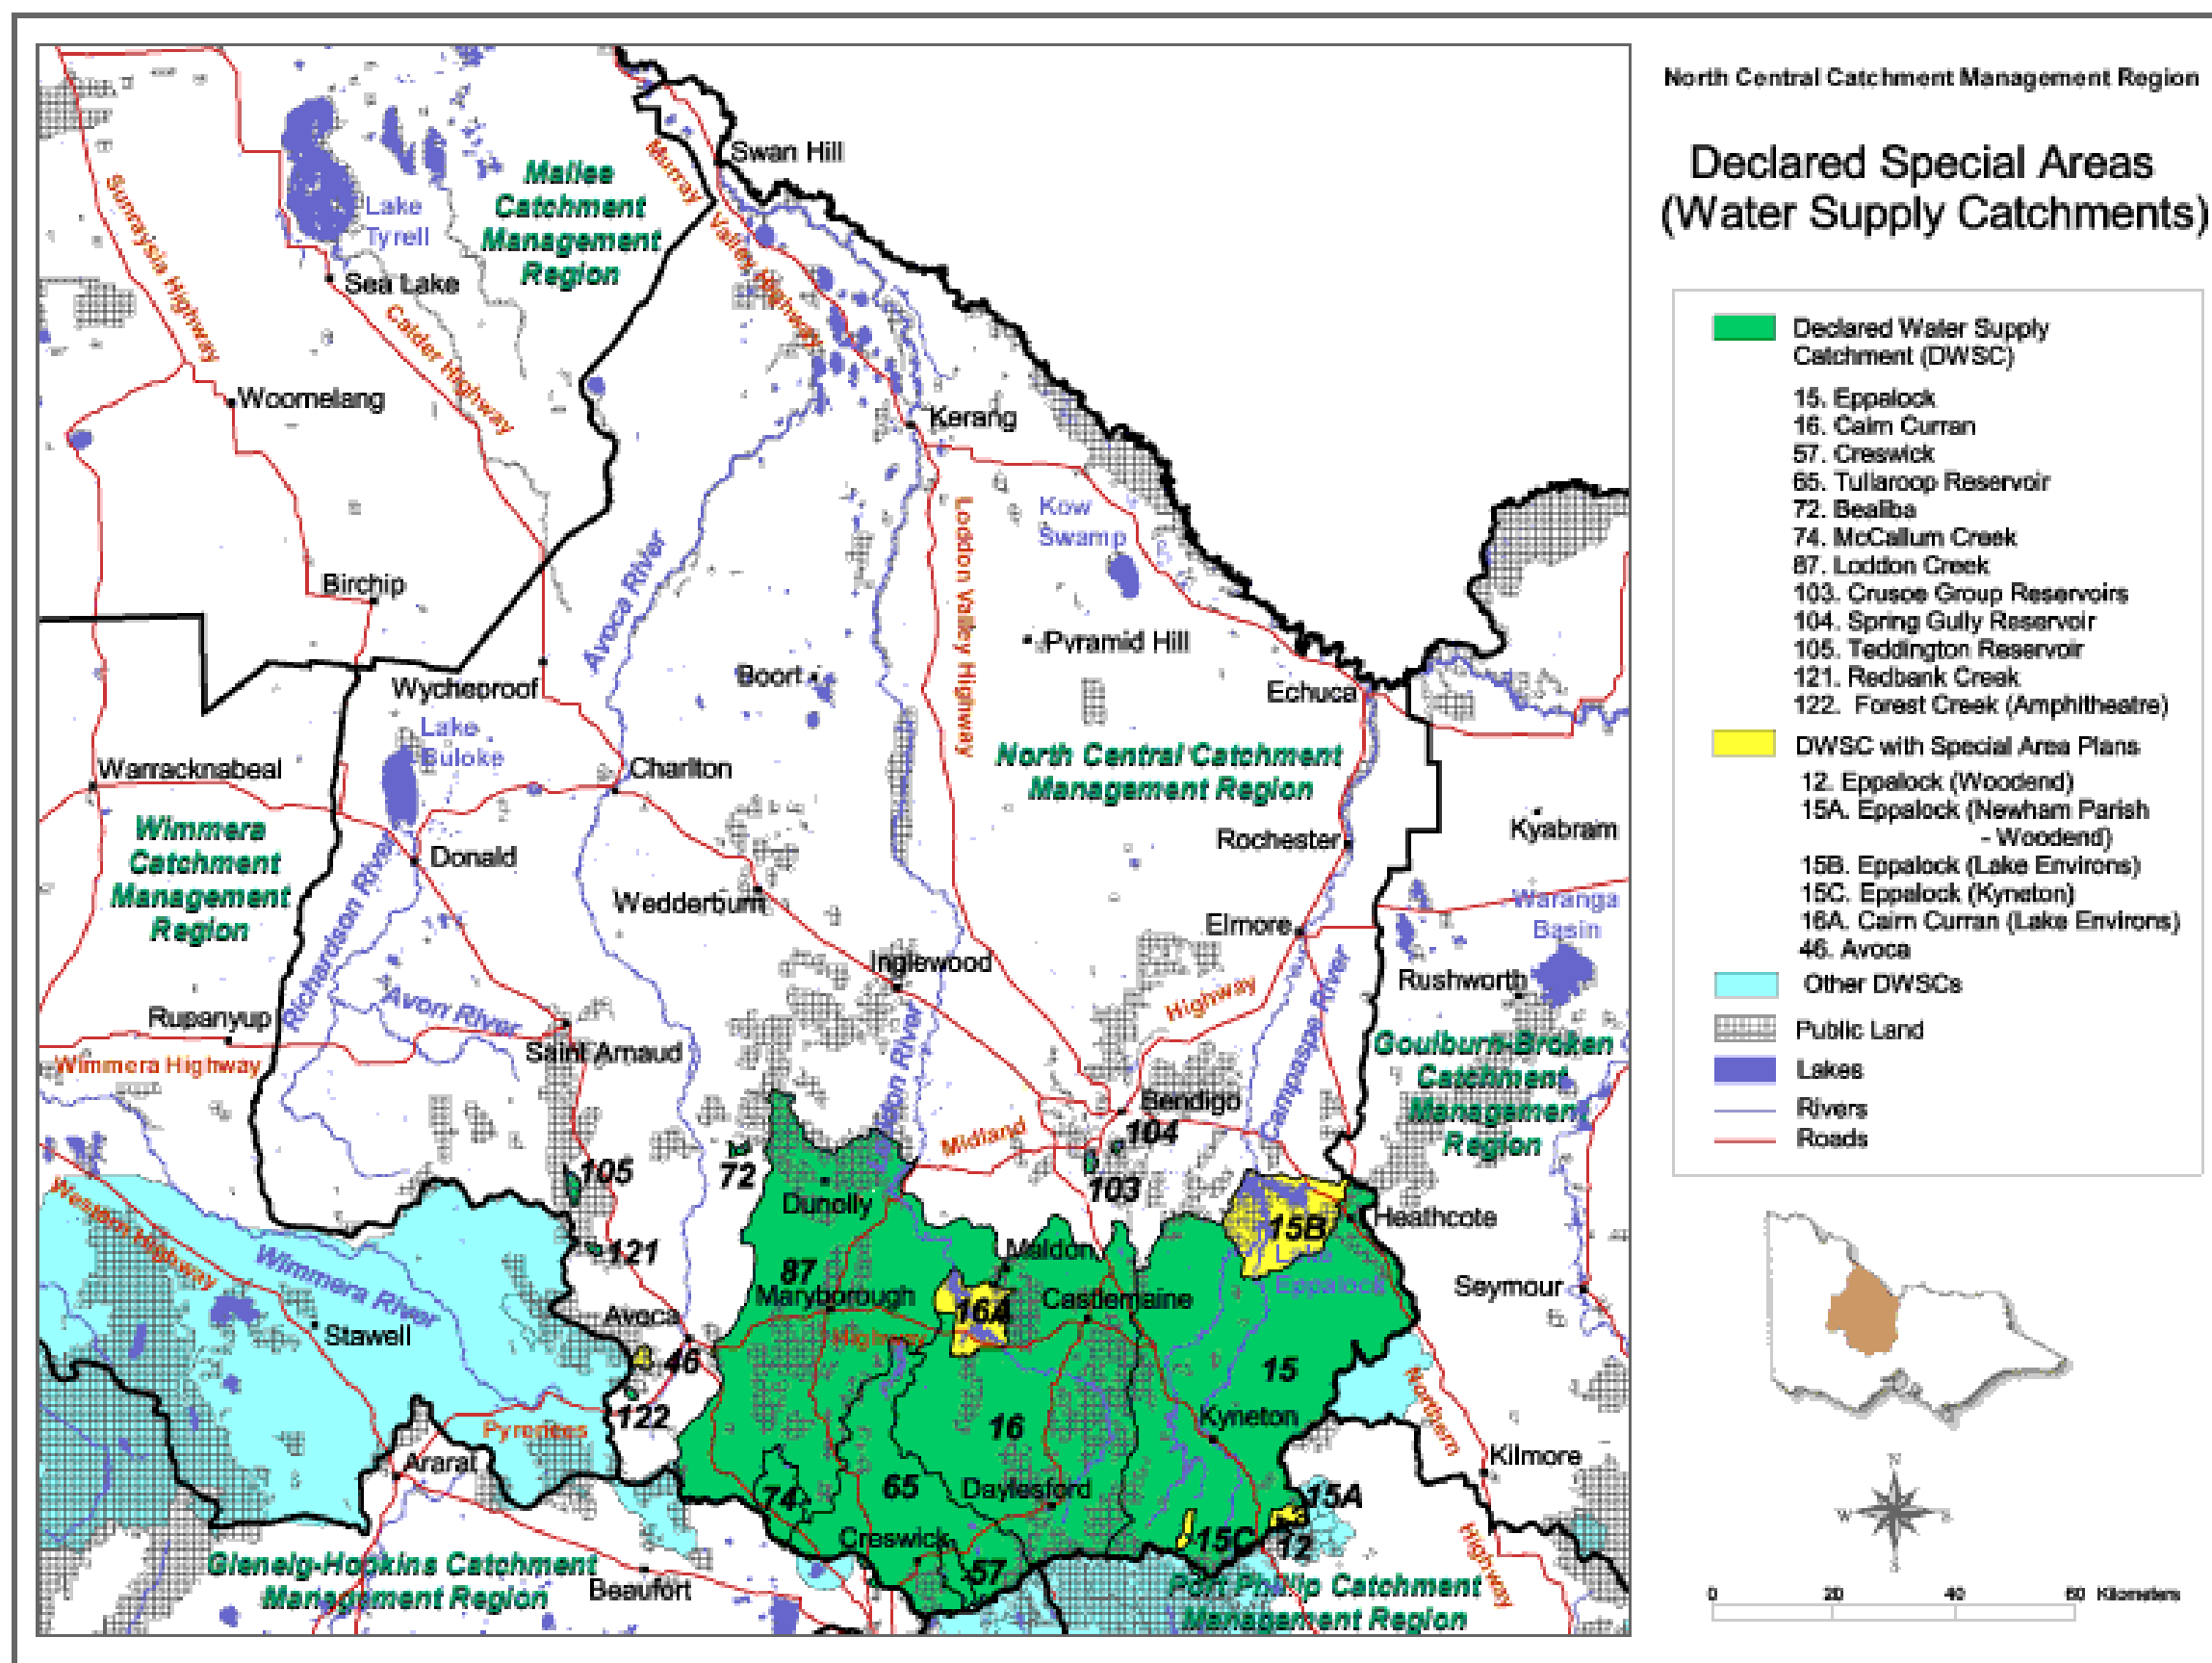 North Central Catchment Management Region
Declared Special Areas
(Water Supply Catchments)
Declared Water Supply
Catchment (DWSC)
15. Eppalock
16. Cairn Curran
57. Creswick
65. Tullaroop Reservoir
72. Bealiba
74. McCallum Creek
87. Loddon Creek
103. Crusoe Group Reservoirs
104. Spring Gully Reservoir
105. Teddington Reservoir
121. Redbank Creek
122. Forest Creek (Amphitheatre)
DWSC with Special Area Plans
12. Eppalock (Woodend)
15A. Eppalock (Newham Parish
- Woodend)
15B. Eppalock (Lake Environs)
15C. Eppalock (Kyneton)
16A. Cairn Curran (Lake Environs)
46. Avoca
Other DWSCs
Public Land
Lakes
Rivers
Roads
N
W
S
0 20 40 60 Kilometers
Swan Hill
Murray Valley Highway
Mallee
Catchment
Management
Region
Lake
Tyrell
Sunraysia Highway
Sea Lake
Calder Highway
Woomelang
Kerang
Kow
Swamp
Loddon Valley Highway
Avoca River
Birchip
Pyramid Hill
Boort
Wycheproof
Echuca
Lake
Buloke
North Central Catchment
Management Region
Warracknabeal
Charlton
Wimmera
Catchment
Management
Region
Kyabram
Rochester
Donald
Richardson River
Wedderburn
Waranga
Basin
Elmore
Inglewood
Rushworth
Highway
Campaspe River
Avon River
Rupanyup
Saint Arnaud
Wimmera Highway
Loddon River
Goulburn-Broken
Catchment
Management
Region
Bendigo
Midland
104
105
72
103
Dunolly
15B
Heathcote
Western Highway
Wimmera River
121
Maldon
Lake
Eppalock
87
Maryborough
16A
Castlemaine
Seymour
Avoca
Highway
Stawell
46
15
122
Pyrenees
16
Kyneton
Northern
Highway
Kilmore
Ararat
74
65
Daylesford
15A
Creswick
15C
12
57
Glenelg-Hopkins Catchment
Management Region
Beaufort
Port Phillip Catchment
Management Region